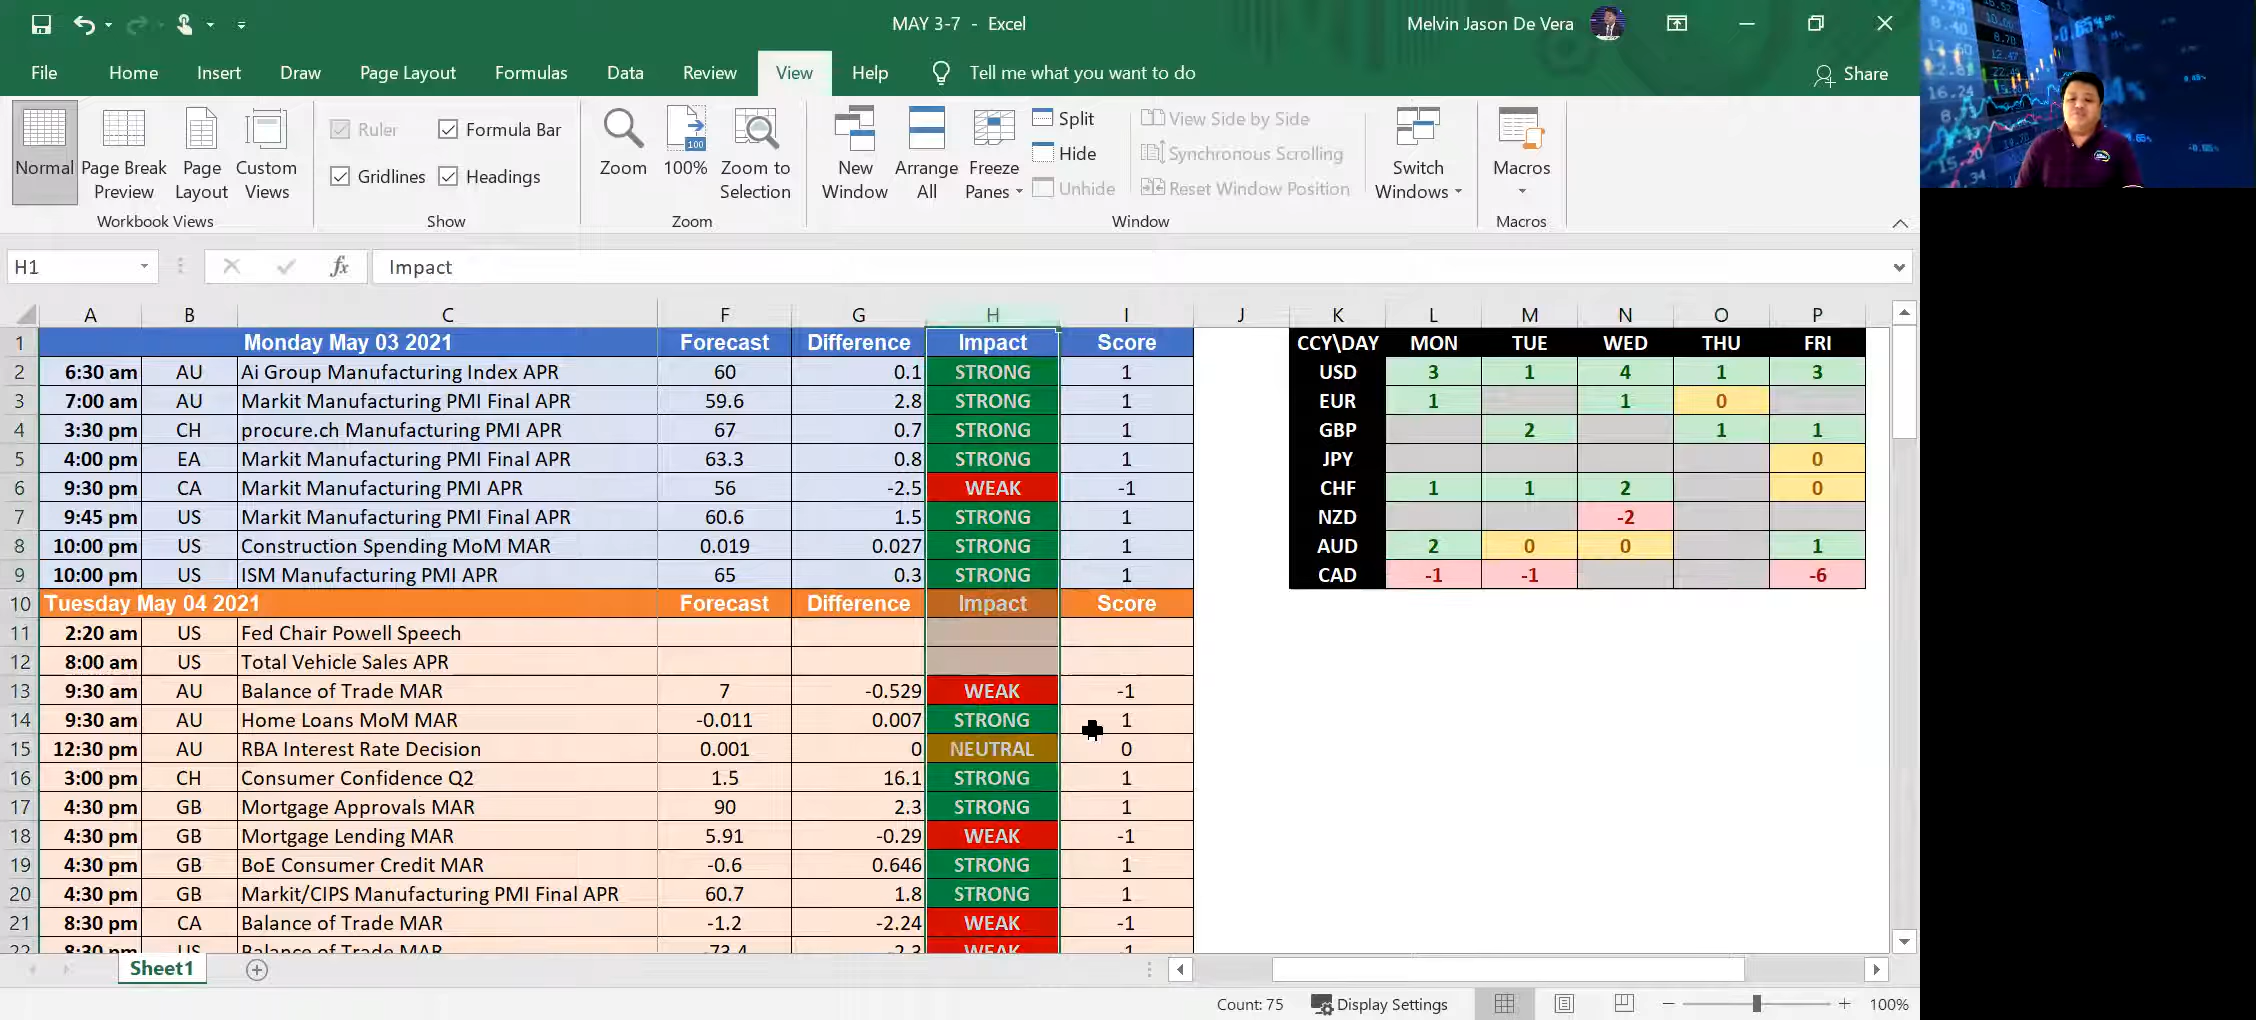 MAY 3-7 - Excel
Melvin Jason De Vera
File Home Insert Draw Page Layout Formulas Data Review View Help Tell me what you want to do Share
Normal
Page Break Preview
Page Layout
Custom Views
Workbook Views
Ruler
Formula Bar
Gridlines
Headings
Show
Zoom
100
100%
Zoom to Selection
Zoom
New Window
Arrange All
Freeze Panes
Split
Hide
Unhide
View Side by Side
Synchronous Scrolling
Reset Window Position
Window
Switch Windows
Macros
Macros
H1 fx Impact
A B C F G H I J K L M N O P
1 Monday May 03 2021 Forecast Difference Impact Score CCY\DAY MON TUE WED THU FRI
2 6:30 am AU Ai Group Manufacturing Index APR 60 0.1 STRONG 1 USD 3 1 4 1 3
3 7:00 am AU Markit Manufacturing PMI Final APR 59.6 2.8 STRONG 1 EUR 1 1 0
4 3:30 pm CH procure.ch Manufacturing PMI APR 67 0.7 STRONG 1 GBP 2 1 1
5 4:00 pm EA Markit Manufacturing PMI Final APR 63.3 0.8 STRONG 1 JPY 0
6 9:30 pm CA Markit Manufacturing PMI APR 56 -2.5 WEAK -1 CHF 1 1 2 0
7 9:45 pm US Markit Manufacturing PMI Final APR 60.6 1.5 STRONG 1 NZD -2
8 10:00 pm US Construction Spending MoM MAR 0.019 0.027 STRONG 1 AUD 2 0 0 1
9 10:00 pm US ISM Manufacturing PMI APR 65 0.3 STRONG 1 CAD -1 -1 -6
10 Tuesday May 04 2021 Forecast Difference Impact Score
11 2:20 am US Fed Chair Powell Speech
12 8:00 am US Total Vehicle Sales APR
13 9:30 am AU Balance of Trade MAR 7 -0.529 WEAK -1
14 9:30 am AU Home Loans MoM MAR -0.011 0.007 STRONG 1
15 12:30 pm AU RBA Interest Rate Decision 0.001 0 NEUTRAL 0
16 3:00 pm CH Consumer Confidence Q2 1.5 16.1 STRONG 1
17 4:30 pm GB Mortgage Approvals MAR 90 2.3 STRONG 1
18 4:30 pm GB Mortgage Lending MAR 5.91 -0.29 WEAK -1
19 4:30 pm GB BoE Consumer Credit MAR -0.6 0.646 STRONG 1
20 4:30 pm GB Markit/CIPS Manufacturing PMI Final APR 60.7 1.8 STRONG 1
21 8:30 pm CA Balance of Trade MAR -1.2 -2.24 WEAK -1
22 8:30 pm US Balance of Trade MAR -73.4 -2.3 WEAK -1
Sheet1
Count: 75 Display Settings 100%